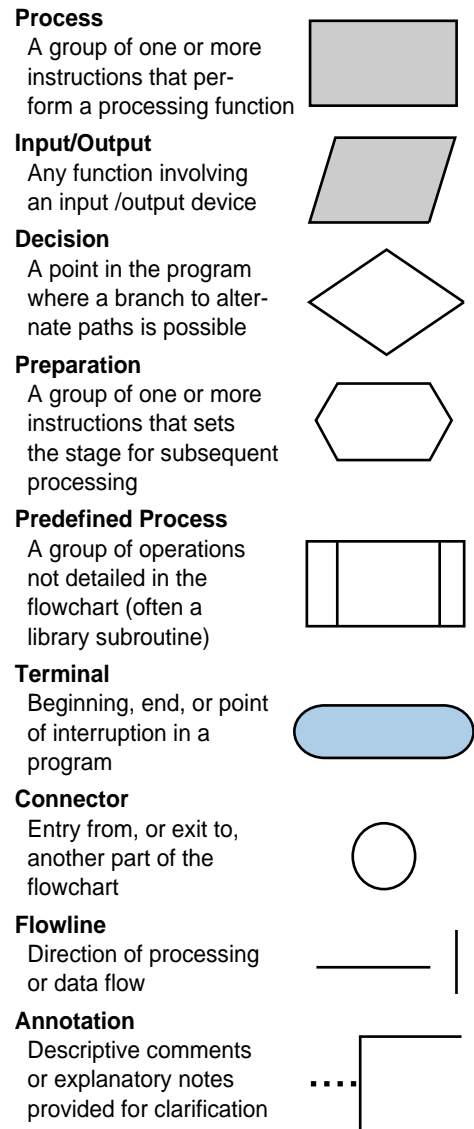 Process
A group of one or more
instructions that per-
form a processing function
Input/Output
Any function involving
an input /output device
Decision
A point in the program
where a branch to alter-
nate paths is possible
Preparation
A group of one or more
instructions that sets
the stage for subsequent
processing
Predefined Process
A group of operations
not detailed in the
flowchart (often a
library subroutine)
Terminal
Beginning, end, or point
of interruption in a
program
Connector
Entry from, or exit to,
another part of the
flowchart
Flowline
Direction of processing
or data flow
Annotation
Descriptive comments
or explanatory notes
provided for clarification